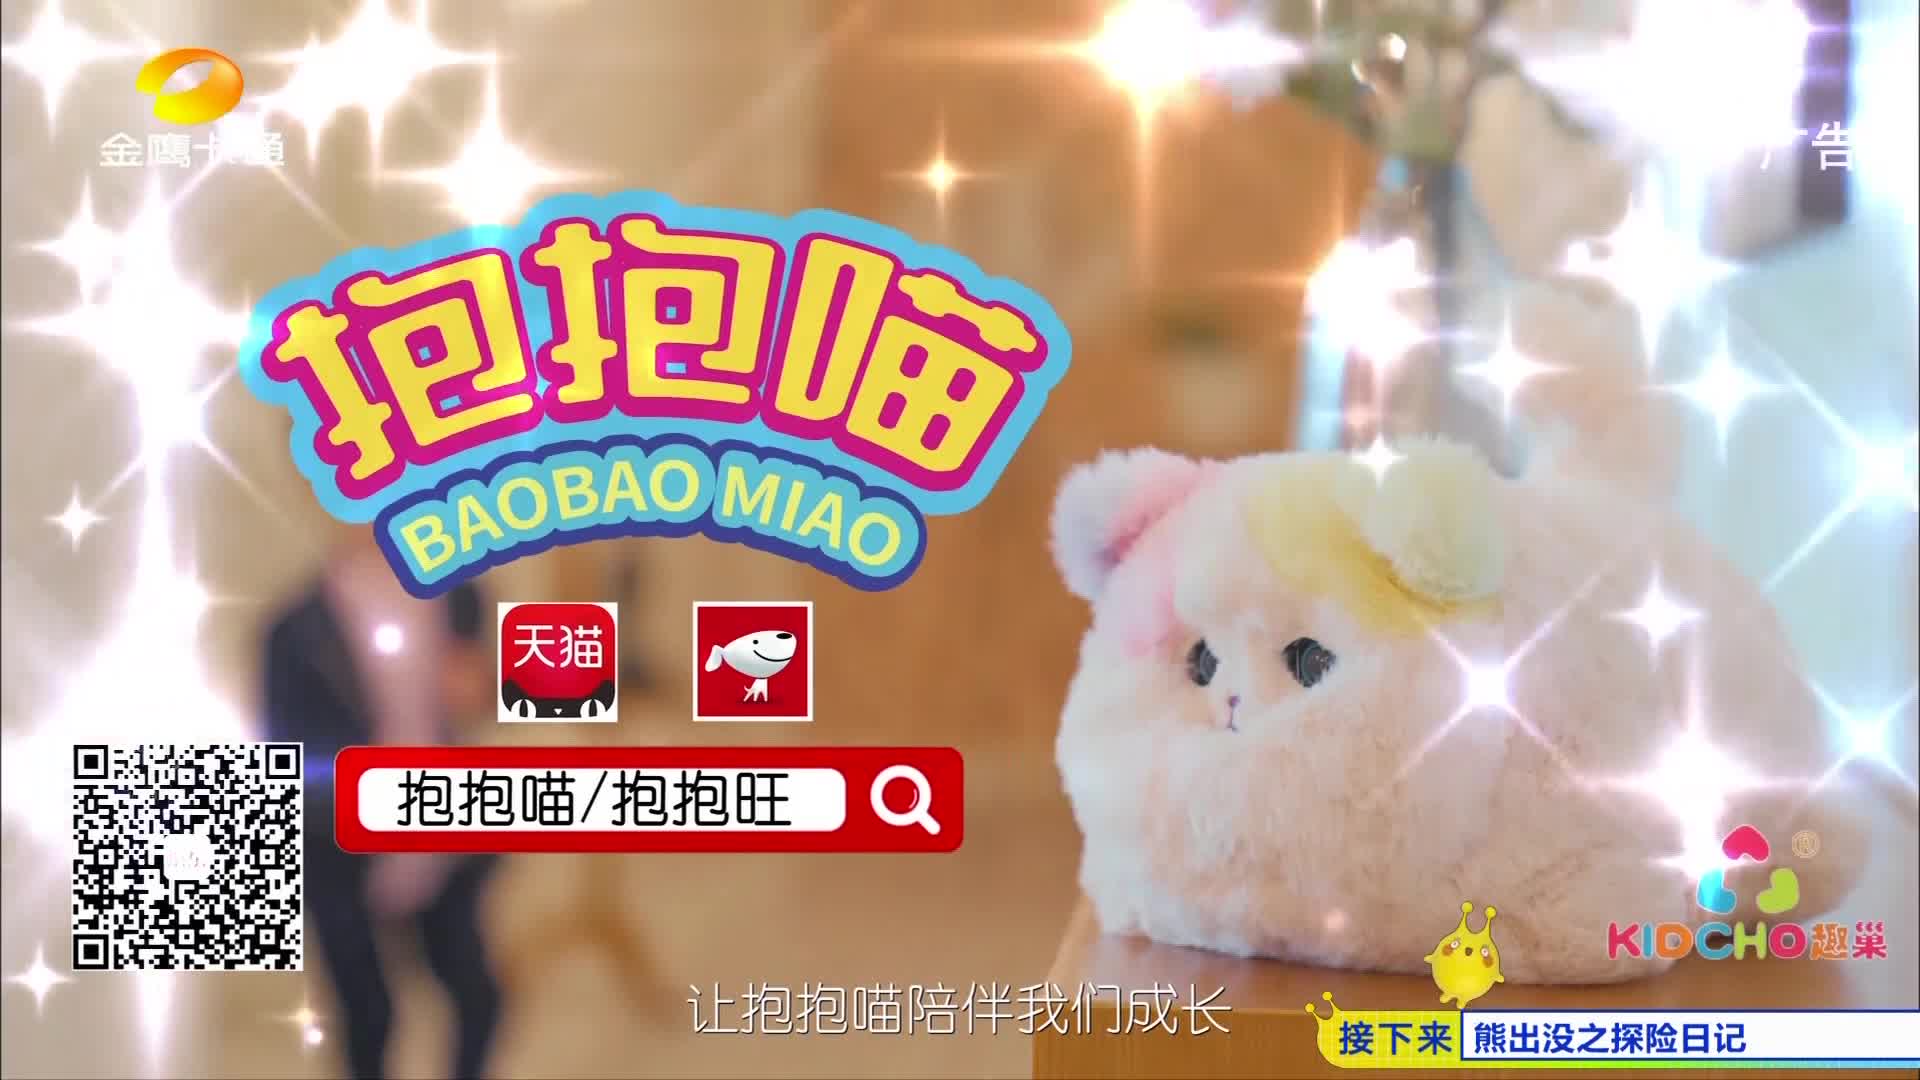 金鹰卡通
广告
抱抱喵
BAOBAO MIAO
天猫
抱抱喵/抱抱旺
KIDCHO趣巢
®
让抱抱喵陪伴我们成长
接下来
熊出没之探险日记